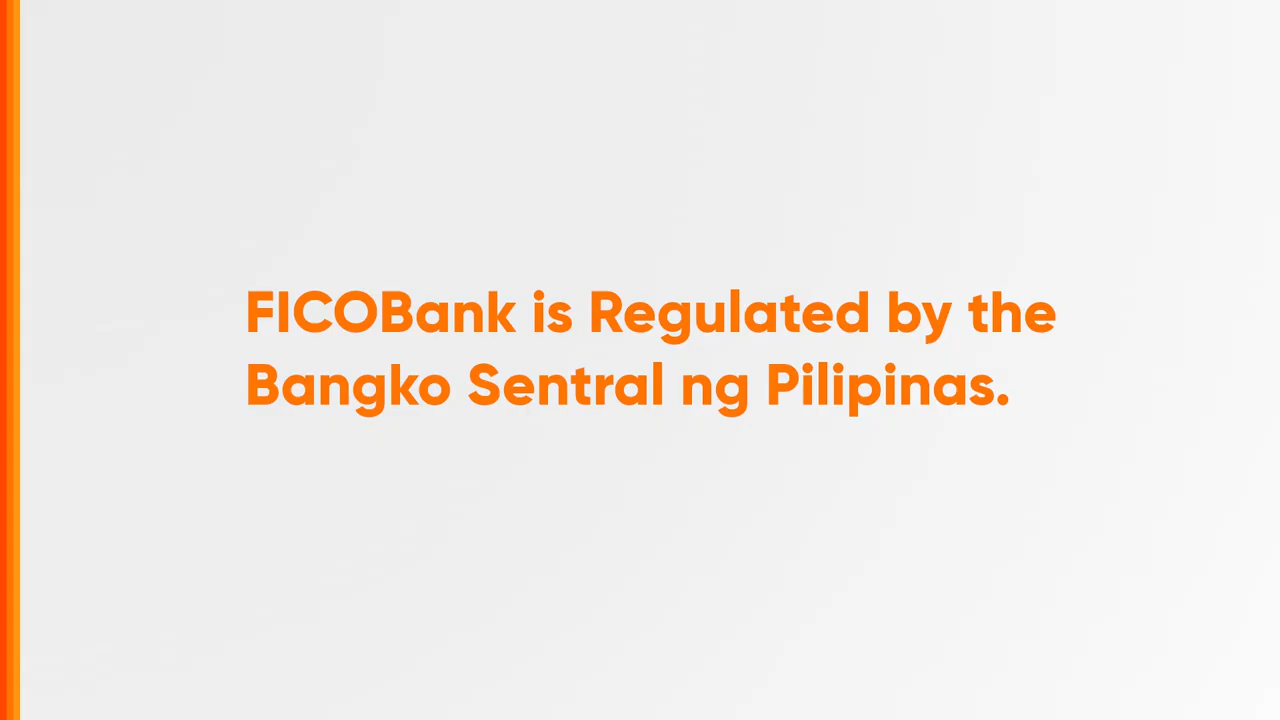 FICOBank is Regulated by the
Bangko Sentral ng Pilipinas.